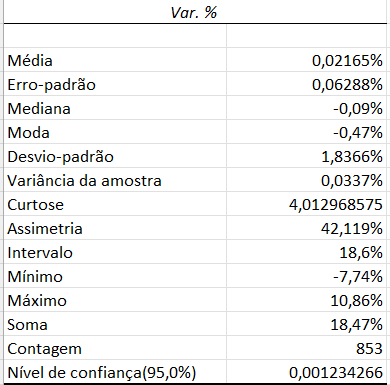 Var. %
Média 0,02165%
Erro-padrão 0,06288%
Mediana -0,09%
Moda -0,47%
Desvio-padrão 1,8366%
Variância da amostra 0,0337%
Curtose 4,012968575
Assimetria 42,119%
Intervalo 18,6%
Mínimo -7,74%
Máximo 10,86%
Soma 18,47%
Contagem 853
Nível de confiança(95,0%) 0,001234266